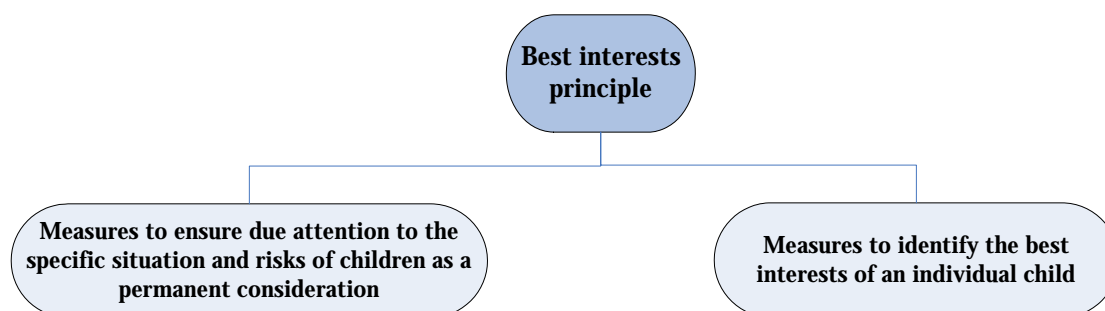 Best interests
principle
Measures to ensure due attention to the
specific situation and risks of children as a
permanent consideration
Measures to identify the best
interests of an individual child